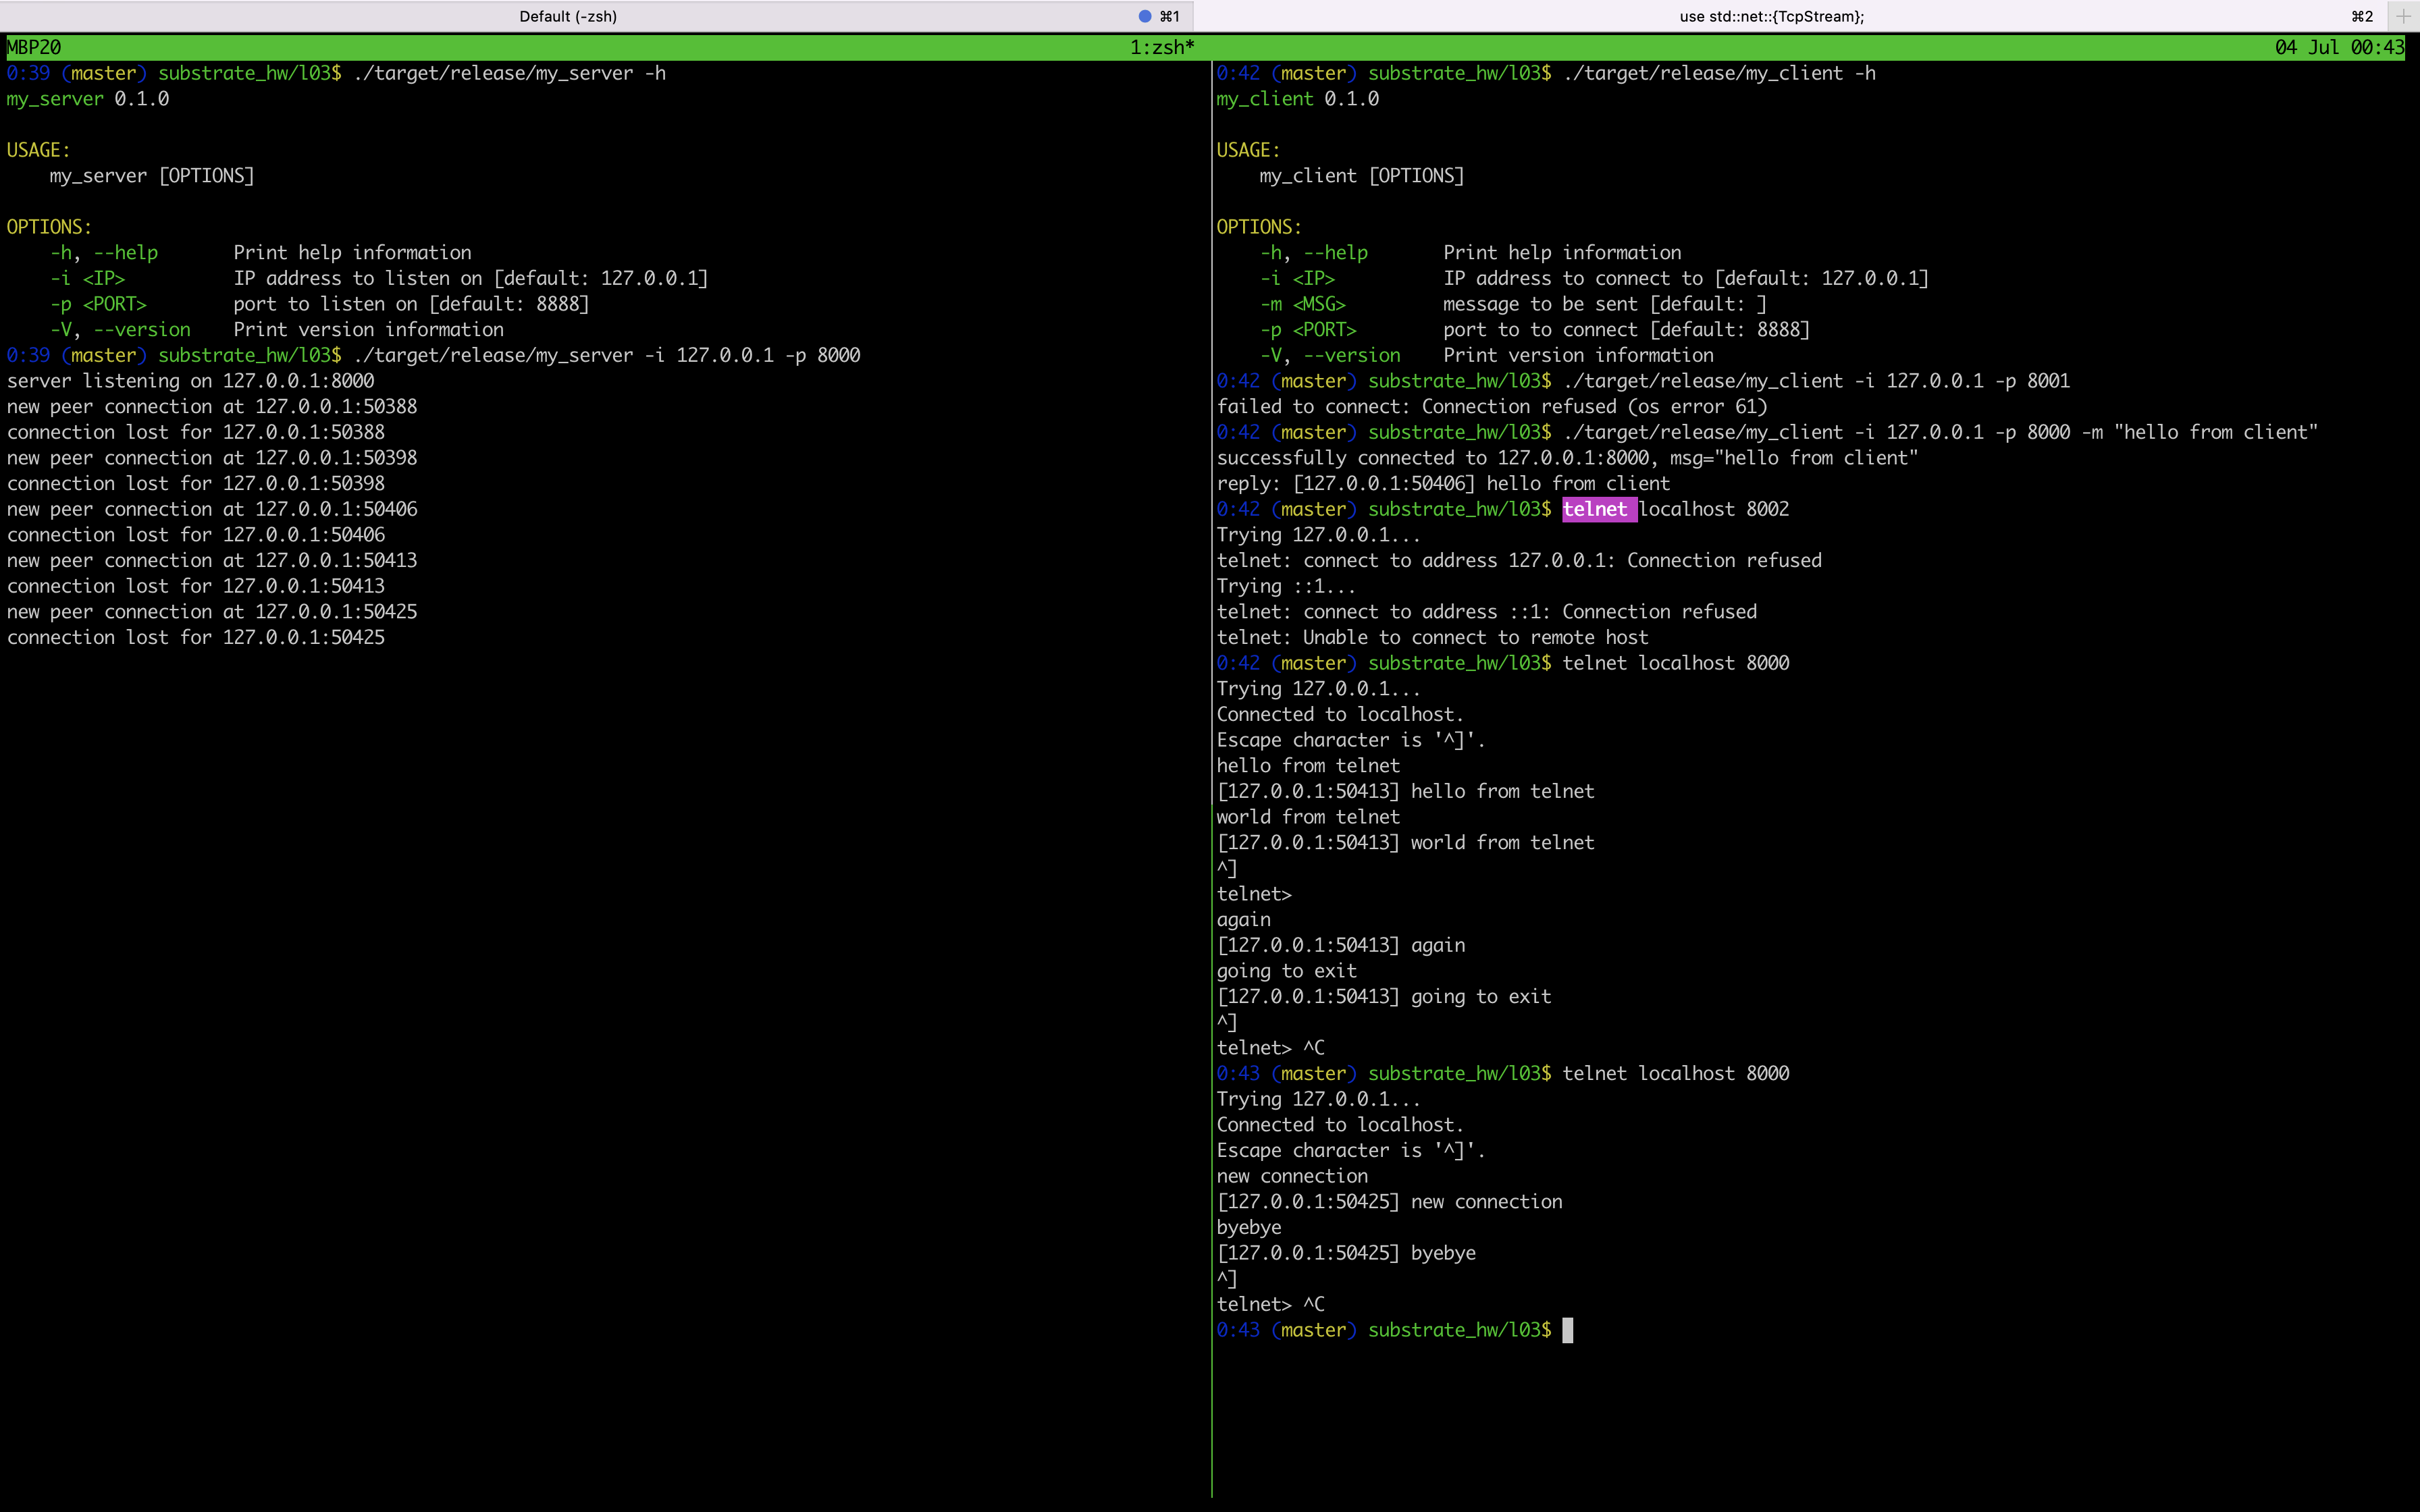 Default (-zsh) ⌘1 use std::net::{TcpStream}; ⌘2 +
MBP20 1:zsh* 04 Jul 00:43
0:39 (master) substrate_hw/l03$ ./target/release/my_server -h
my_server 0.1.0
USAGE:
my_server [OPTIONS]
OPTIONS:
-h, --help Print help information
-i <IP> IP address to listen on [default: 127.0.0.1]
-p <PORT> port to listen on [default: 8888]
-V, --version Print version information
0:39 (master) substrate_hw/l03$ ./target/release/my_server -i 127.0.0.1 -p 8000
server listening on 127.0.0.1:8000
new peer connection at 127.0.0.1:50388
connection lost for 127.0.0.1:50388
new peer connection at 127.0.0.1:50398
connection lost for 127.0.0.1:50398
new peer connection at 127.0.0.1:50406
connection lost for 127.0.0.1:50406
new peer connection at 127.0.0.1:50413
connection lost for 127.0.0.1:50413
new peer connection at 127.0.0.1:50425
connection lost for 127.0.0.1:50425
0:42 (master) substrate_hw/l03$ ./target/release/my_client -h
my_client 0.1.0
USAGE:
my_client [OPTIONS]
OPTIONS:
-h, --help Print help information
-i <IP> IP address to connect to [default: 127.0.0.1]
-m <MSG> message to be sent [default: ]
-p <PORT> port to to connect [default: 8888]
-V, --version Print version information
0:42 (master) substrate_hw/l03$ ./target/release/my_client -i 127.0.0.1 -p 8001
failed to connect: Connection refused (os error 61)
0:42 (master) substrate_hw/l03$ ./target/release/my_client -i 127.0.0.1 -p 8000 -m "hello from client"
successfully connected to 127.0.0.1:8000, msg="hello from client"
reply: [127.0.0.1:50406] hello from client
0:42 (master) substrate_hw/l03$ telnet localhost 8002
Trying 127.0.0.1...
telnet: connect to address 127.0.0.1: Connection refused
Trying ::1...
telnet: connect to address ::1: Connection refused
telnet: Unable to connect to remote host
0:42 (master) substrate_hw/l03$ telnet localhost 8000
Trying 127.0.0.1...
Connected to localhost.
Escape character is '^]'.
hello from telnet
[127.0.0.1:50413] hello from telnet
world from telnet
[127.0.0.1:50413] world from telnet
^]
telnet>
again
[127.0.0.1:50413] again
going to exit
[127.0.0.1:50413] going to exit
^]
telnet> ^C
0:43 (master) substrate_hw/l03$ telnet localhost 8000
Trying 127.0.0.1...
Connected to localhost.
Escape character is '^]'.
new connection
[127.0.0.1:50425] new connection
byebye
[127.0.0.1:50425] byebye
^]
telnet> ^C
0:43 (master) substrate_hw/l03$